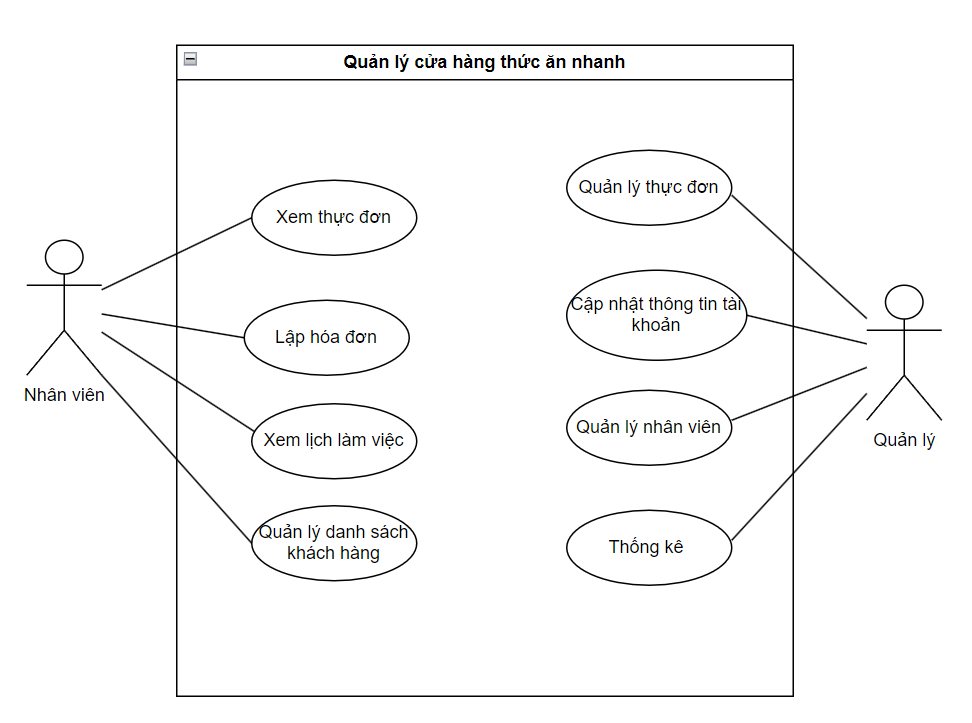 Quản lý cửa hàng thức ăn nhanh
Xem thực đơn
Lập hóa đơn
Xem lịch làm việc
Quản lý danh sách
khách hàng
Nhân viên
Quản lý thực đơn
Cập nhật thông tin tài
khoản
Quản lý nhân viên
Thống kê
Quản lý